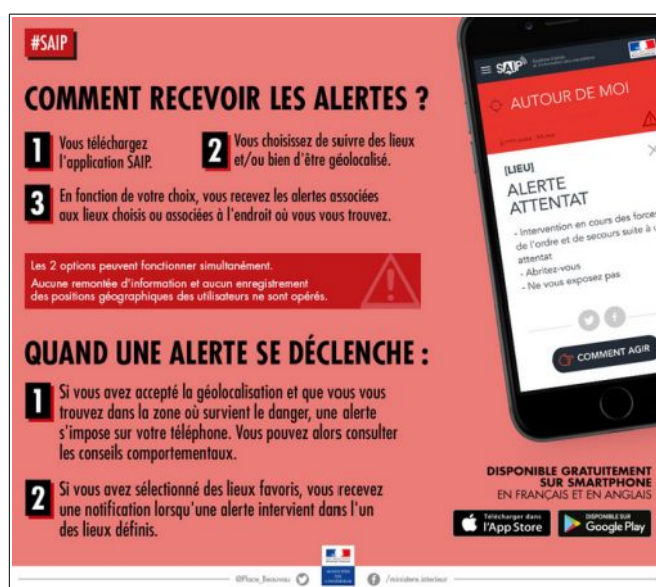 #SAIP
COMMENT RECEVOIR LES ALERTES ?
1
Vous téléchargez
l'application SAIP.
2
Vous choisissez de suivre des lieux
et/ou bien d'être géolocalisé.
3
En fonction de votre choix, vous recevez les alertes associées
aux lieux choisis ou associées à l'endroit où vous vous trouvez.
Les 2 options peuvent fonctionner simultanément.
Aucune remontée d'information et aucun enregistrement
des positions géographiques des utilisateurs ne sont opérés.
QUAND UNE ALERTE SE DÉCLENCHE :
1
Si vous avez accepté la géolocalisation et que vous vous
trouvez dans la zone où survient le danger, une alerte
s'impose sur votre téléphone. Vous pouvez alors consulter
les conseils comportementaux.
2
Si vous avez sélectionné des lieux favoris, vous recevez
une notification lorsqu'une alerte intervient dans l'un
des lieux définis.
SAIP
AUTOUR DE MOI
[LIEU]
ALERTE
ATTENTAT
- Intervention en cours des forces
de l'ordre et de secours suite à
attentat
- Abritez-vous
- Ne vous exposez pas
COMMENT AGIR
DISPONIBLE GRATUITEMENT
SUR SMARTPHONE
EN FRANÇAIS ET EN ANGLAIS
Télécharger dans
l'App Store
DISPONIBLE SUR
Google Play
@Place_Beauvau
/ministere.interieur